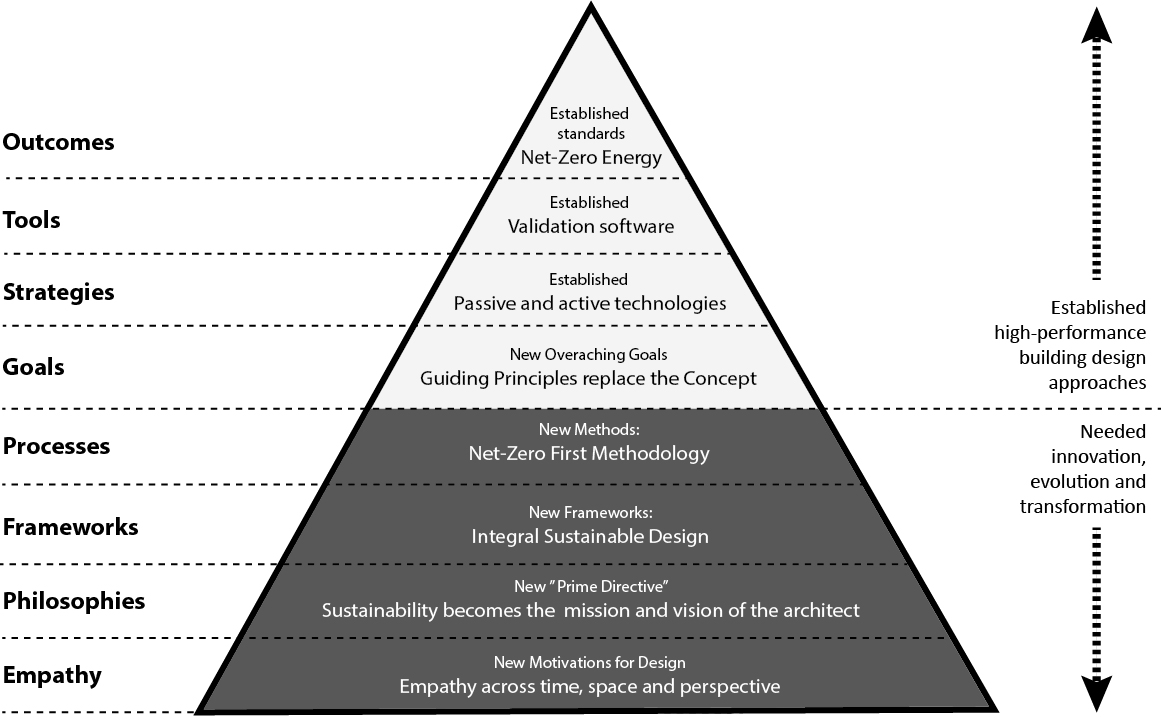 Outcomes
Established
standards
Net-Zero Energy
Tools
Established
Validation software
Strategies
Established
Passive and active technologies
Goals
New Overaching Goals
Guiding Principles replace the Concept
Processes
New Methods:
Net-Zero First Methodology
Frameworks
New Frameworks:
Integral Sustainable Design
Philosophies
New ”Prime Directive”
Sustainability becomes the mission and vision of the architect
Empathy
New Motivations for Design
Empathy across time, space and perspective
Established
high-performance
building design
approaches
Needed
innovation,
evolution and
transformation